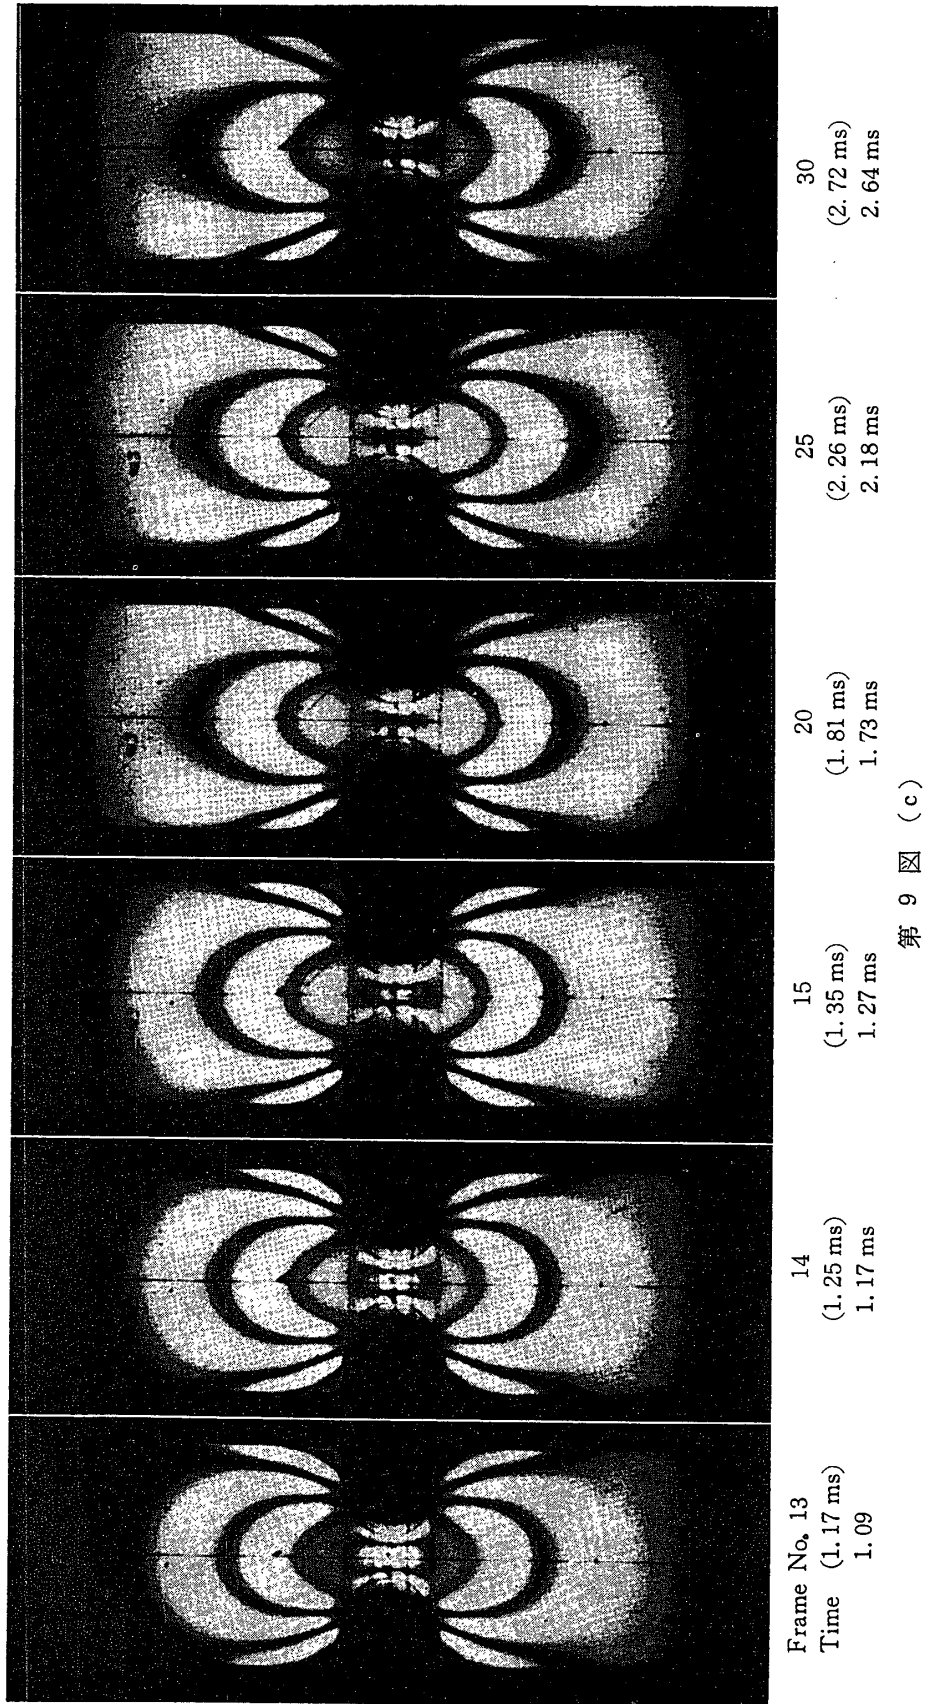 Frame No. 13
Time (1.17 ms)
1.09
14
(1.25 ms)
1.17 ms
15
(1.35 ms)
1.27 ms
20
(1.81 ms)
1.73 ms
25
(2.26 ms)
2.18 ms
30
(2.72 ms)
2.64 ms
第 9 図 (c)